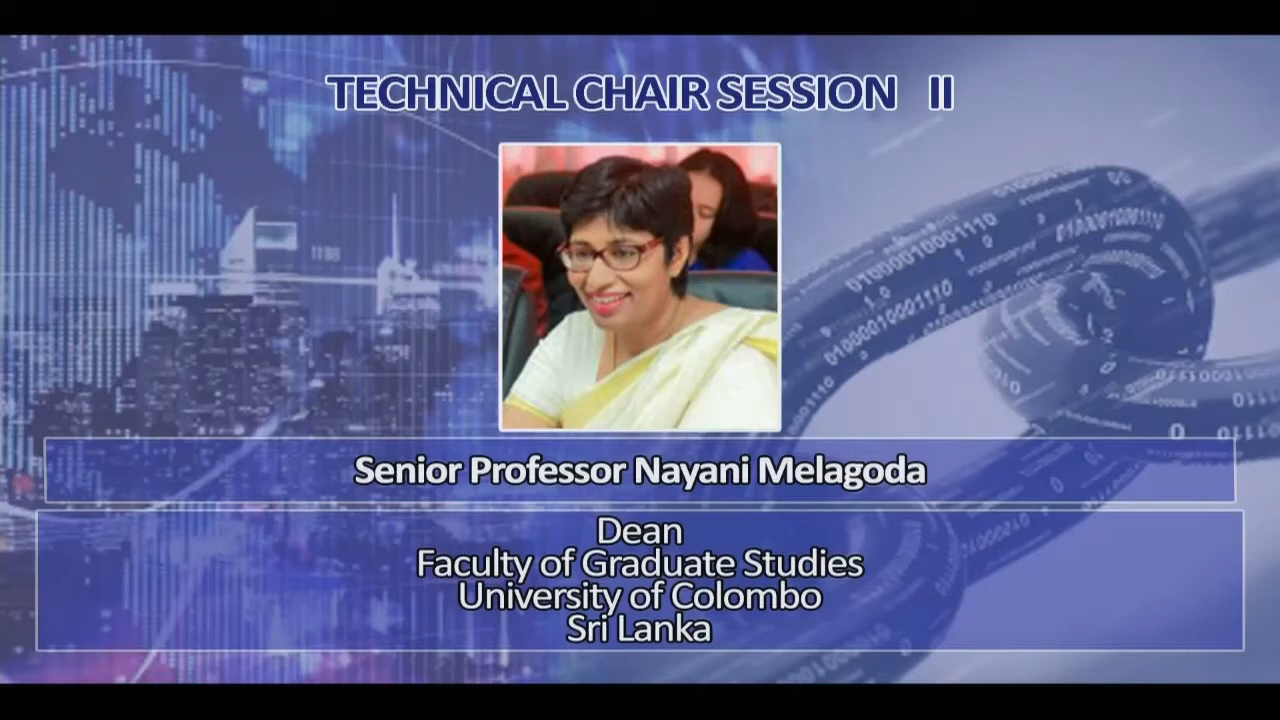 TECHNICAL CHAIR SESSION II
Senior Professor Nayani Melagoda
Dean
Faculty of Graduate Studies
University of Colombo
Sri Lanka